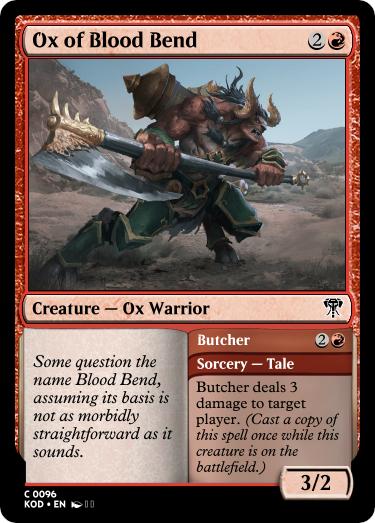 Ox of Blood Bend 2
Creature — Ox Warrior
Some question the
name Blood Bend,
assuming its basis is
not as morbidly
straightforward as it
sounds.
Butcher 2
Sorcery — Tale
Butcher deals 3
damage to target
player. (Cast a copy of
this spell once while this
creature is on the
battlefield.)
3/2
C 0096
KOD • EN